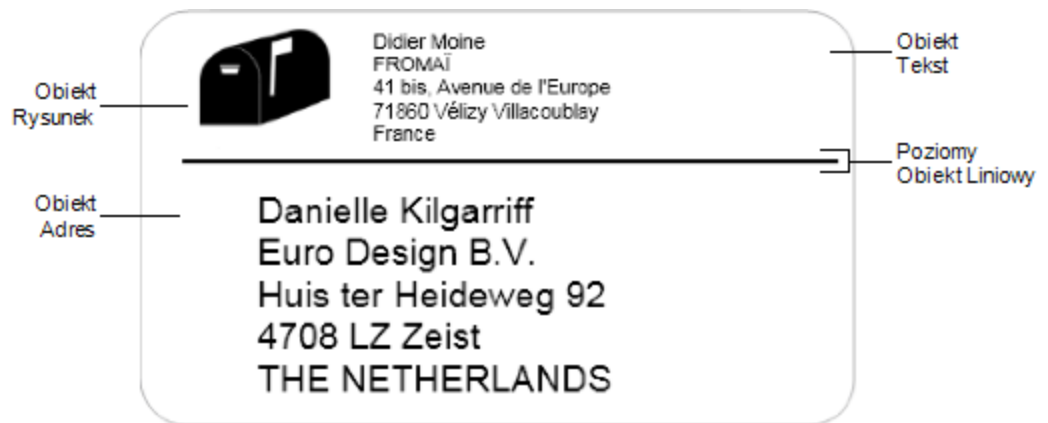 Didier Moine
FROMAÏ
41 bis, Avenue de l'Europe
71860 Vélizy Villacoublay
France
Obiekt
Tekst
Obiekt
Rysunek
Poziomy
Obiekt Liniowy
Obiekt
Adres
Danielle Kilgarriff
Euro Design B.V.
Huis ter Heideweg 92
4708 LZ Zeist
THE NETHERLANDS